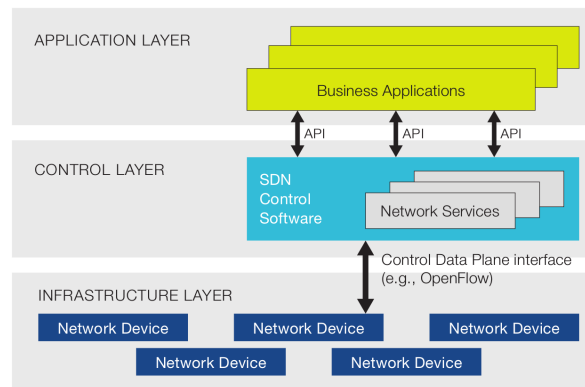 APPLICATION LAYER
Business Applications
API
API
API
CONTROL LAYER
SDN
Control
Software
Network Services
Control Data Plane interface
(e.g., OpenFlow)
INFRASTRUCTURE LAYER
Network Device
Network Device
Network Device
Network Device
Network Device